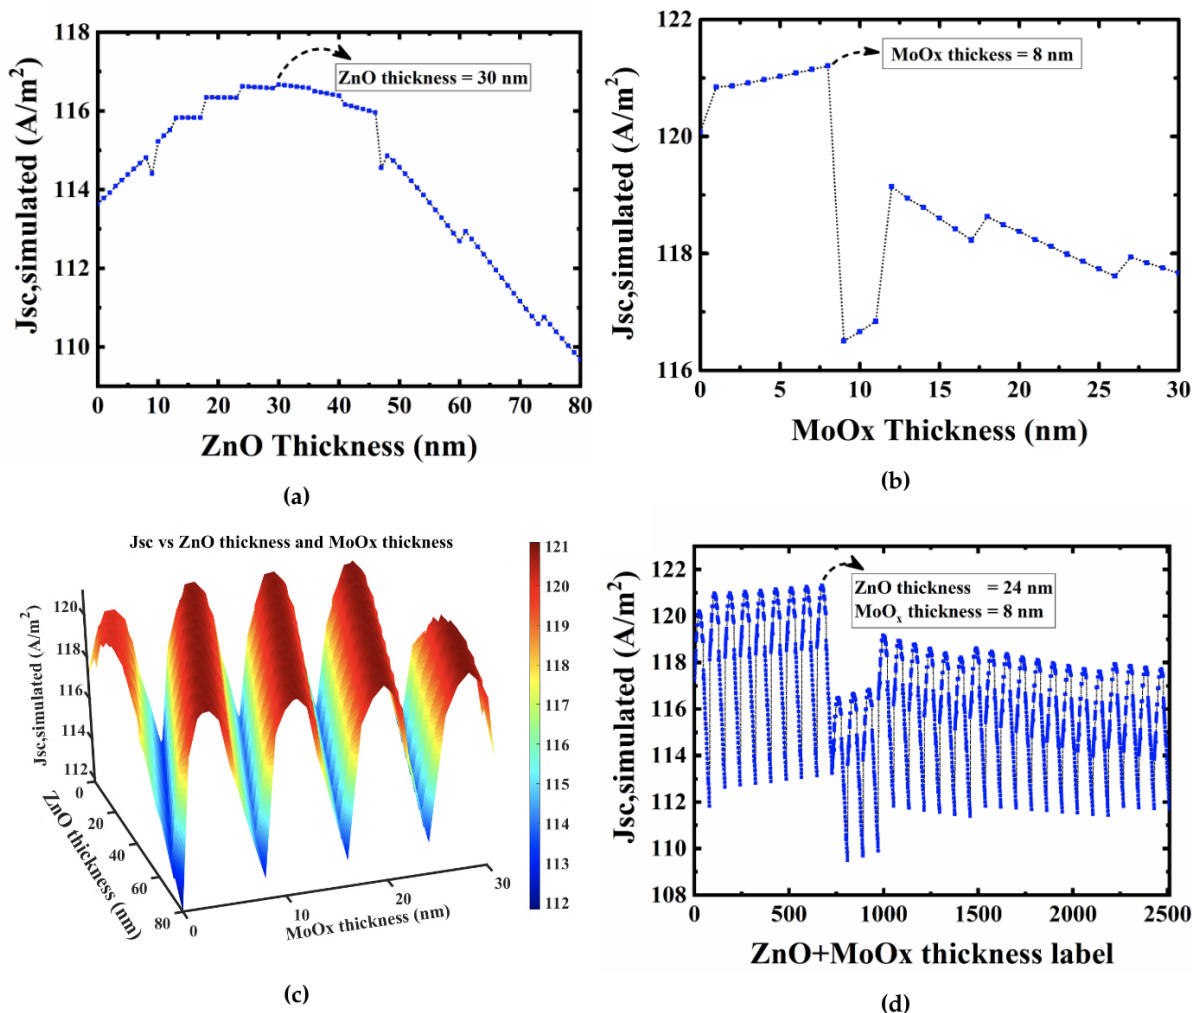 118
116
114
112
110
Jsc,simulated (A/m²)
ZnO thickness = 30 nm
0 10 20 30 40 50 60 70 80
ZnO Thickness (nm)
(a)
122
120
118
116
Jsc,simulated (A/m²)
MoOx thickess = 8 nm
0 5 10 15 20 25 30
MoOx Thickness (nm)
(b)
Jsc vs ZnO thickness and MoOx thickness
120
118
116
114
112
Jsc,simulated (A/m²)
0
20
40
60
80
ZnO thickness (nm)
0
10
20
30
MoOx thickness (nm)
121
120
119
118
117
116
115
114
113
112
(c)
122
120
118
116
114
112
110
108
Jsc,simulated (A/m²)
ZnO thickness = 24 nm
MoOₓ thickness = 8 nm
0 500 1000 1500 2000 2500
ZnO+MoOx thickness label
(d)